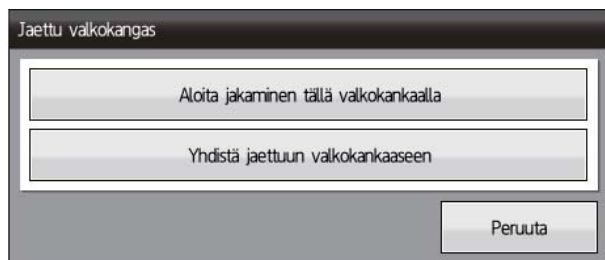 Jaettu valkokangas
Aloita jakaminen tällä valkokankaalla
Yhdistä jaettuun valkokankaaseen
Peruuta